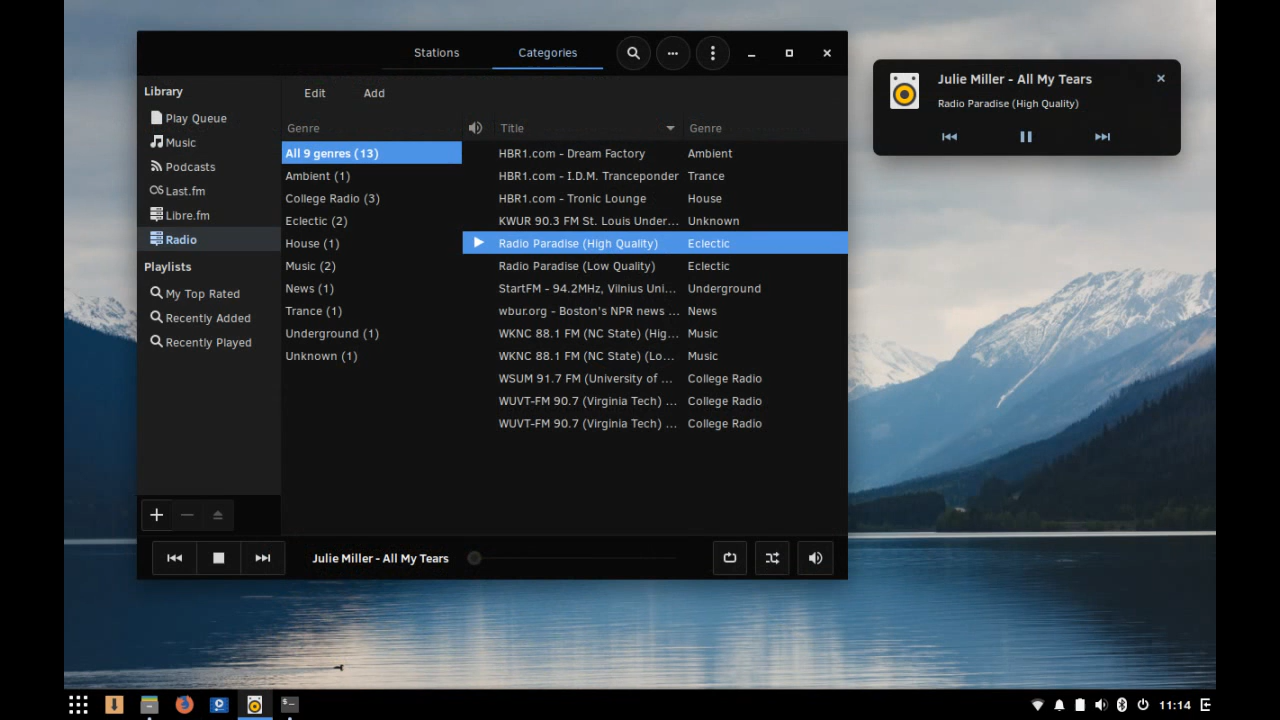 Stations Categories
Library
Play Queue
Music
Podcasts
Last.fm
Libre.fm
Radio
Playlists
My Top Rated
Recently Added
Recently Played
Edit Add
Genre
All 9 genres (13)
Ambient (1)
College Radio (3)
Eclectic (2)
House (1)
Music (2)
News (1)
Trance (1)
Underground (1)
Unknown (1)
Title Genre
HBR1.com - Dream Factory Ambient
HBR1.com - I.D.M. Tranceponder Trance
HBR1.com - Tronic Lounge House
KWUR 90.3 FM St. Louis Under... Unknown
Radio Paradise (High Quality) Eclectic
Radio Paradise (Low Quality) Eclectic
StartFM - 94.2MHz, Vilnius Uni... Underground
wbur.org - Boston's NPR news ... News
WKNC 88.1 FM (NC State) (Hig... Music
WKNC 88.1 FM (NC State) (Lo... Music
WSUM 91.7 FM (University of ... College Radio
WUVT-FM 90.7 (Virginia Tech) ... College Radio
WUVT-FM 90.7 (Virginia Tech) ... College Radio
Julie Miller - All My Tears
Julie Miller - All My Tears
Radio Paradise (High Quality)
11:14